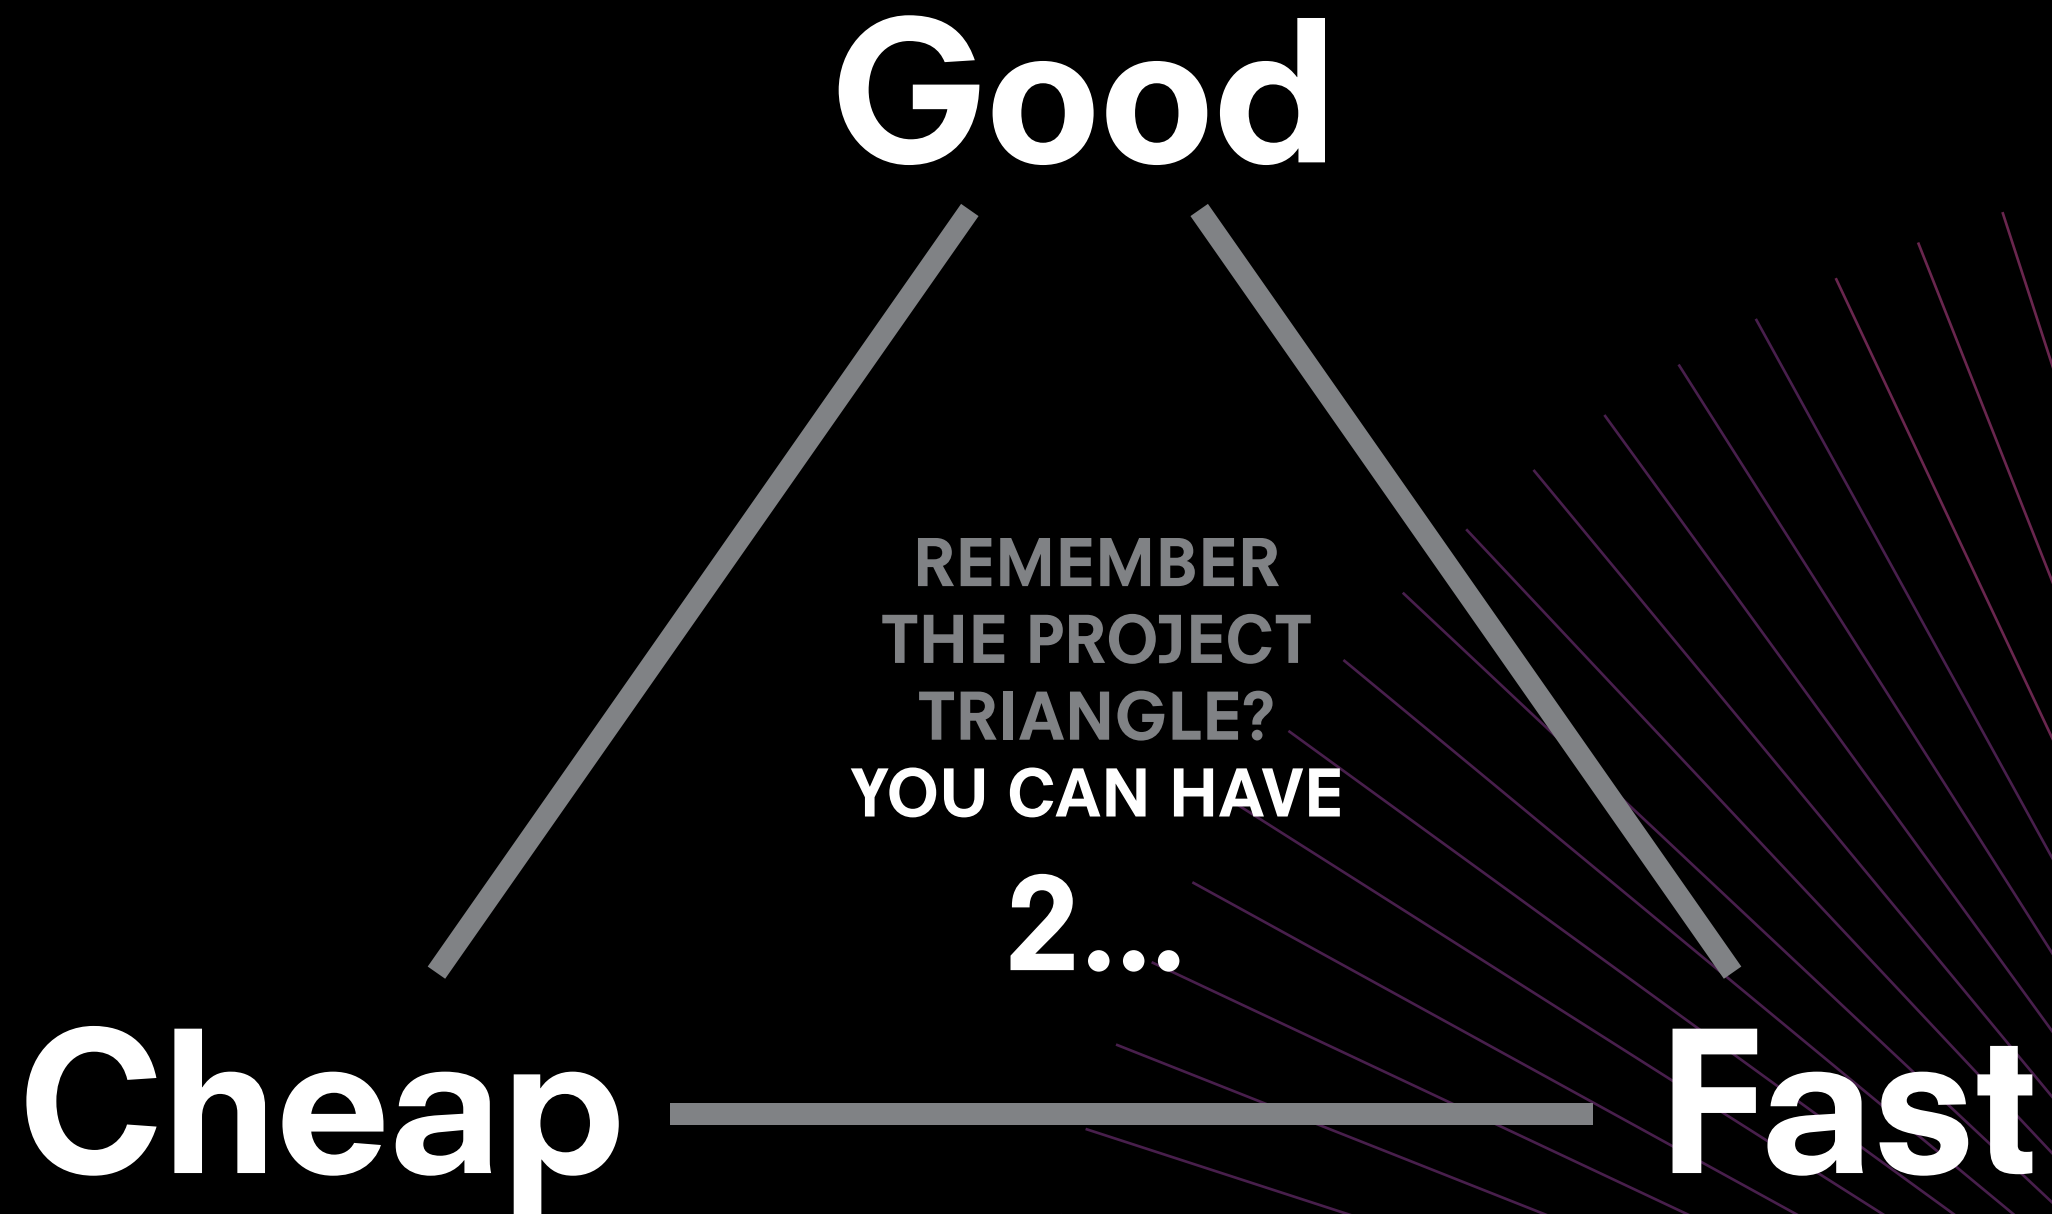 Good
REMEMBER
THE PROJECT
TRIANGLE?
YOU CAN HAVE
2...
Cheap
Fast